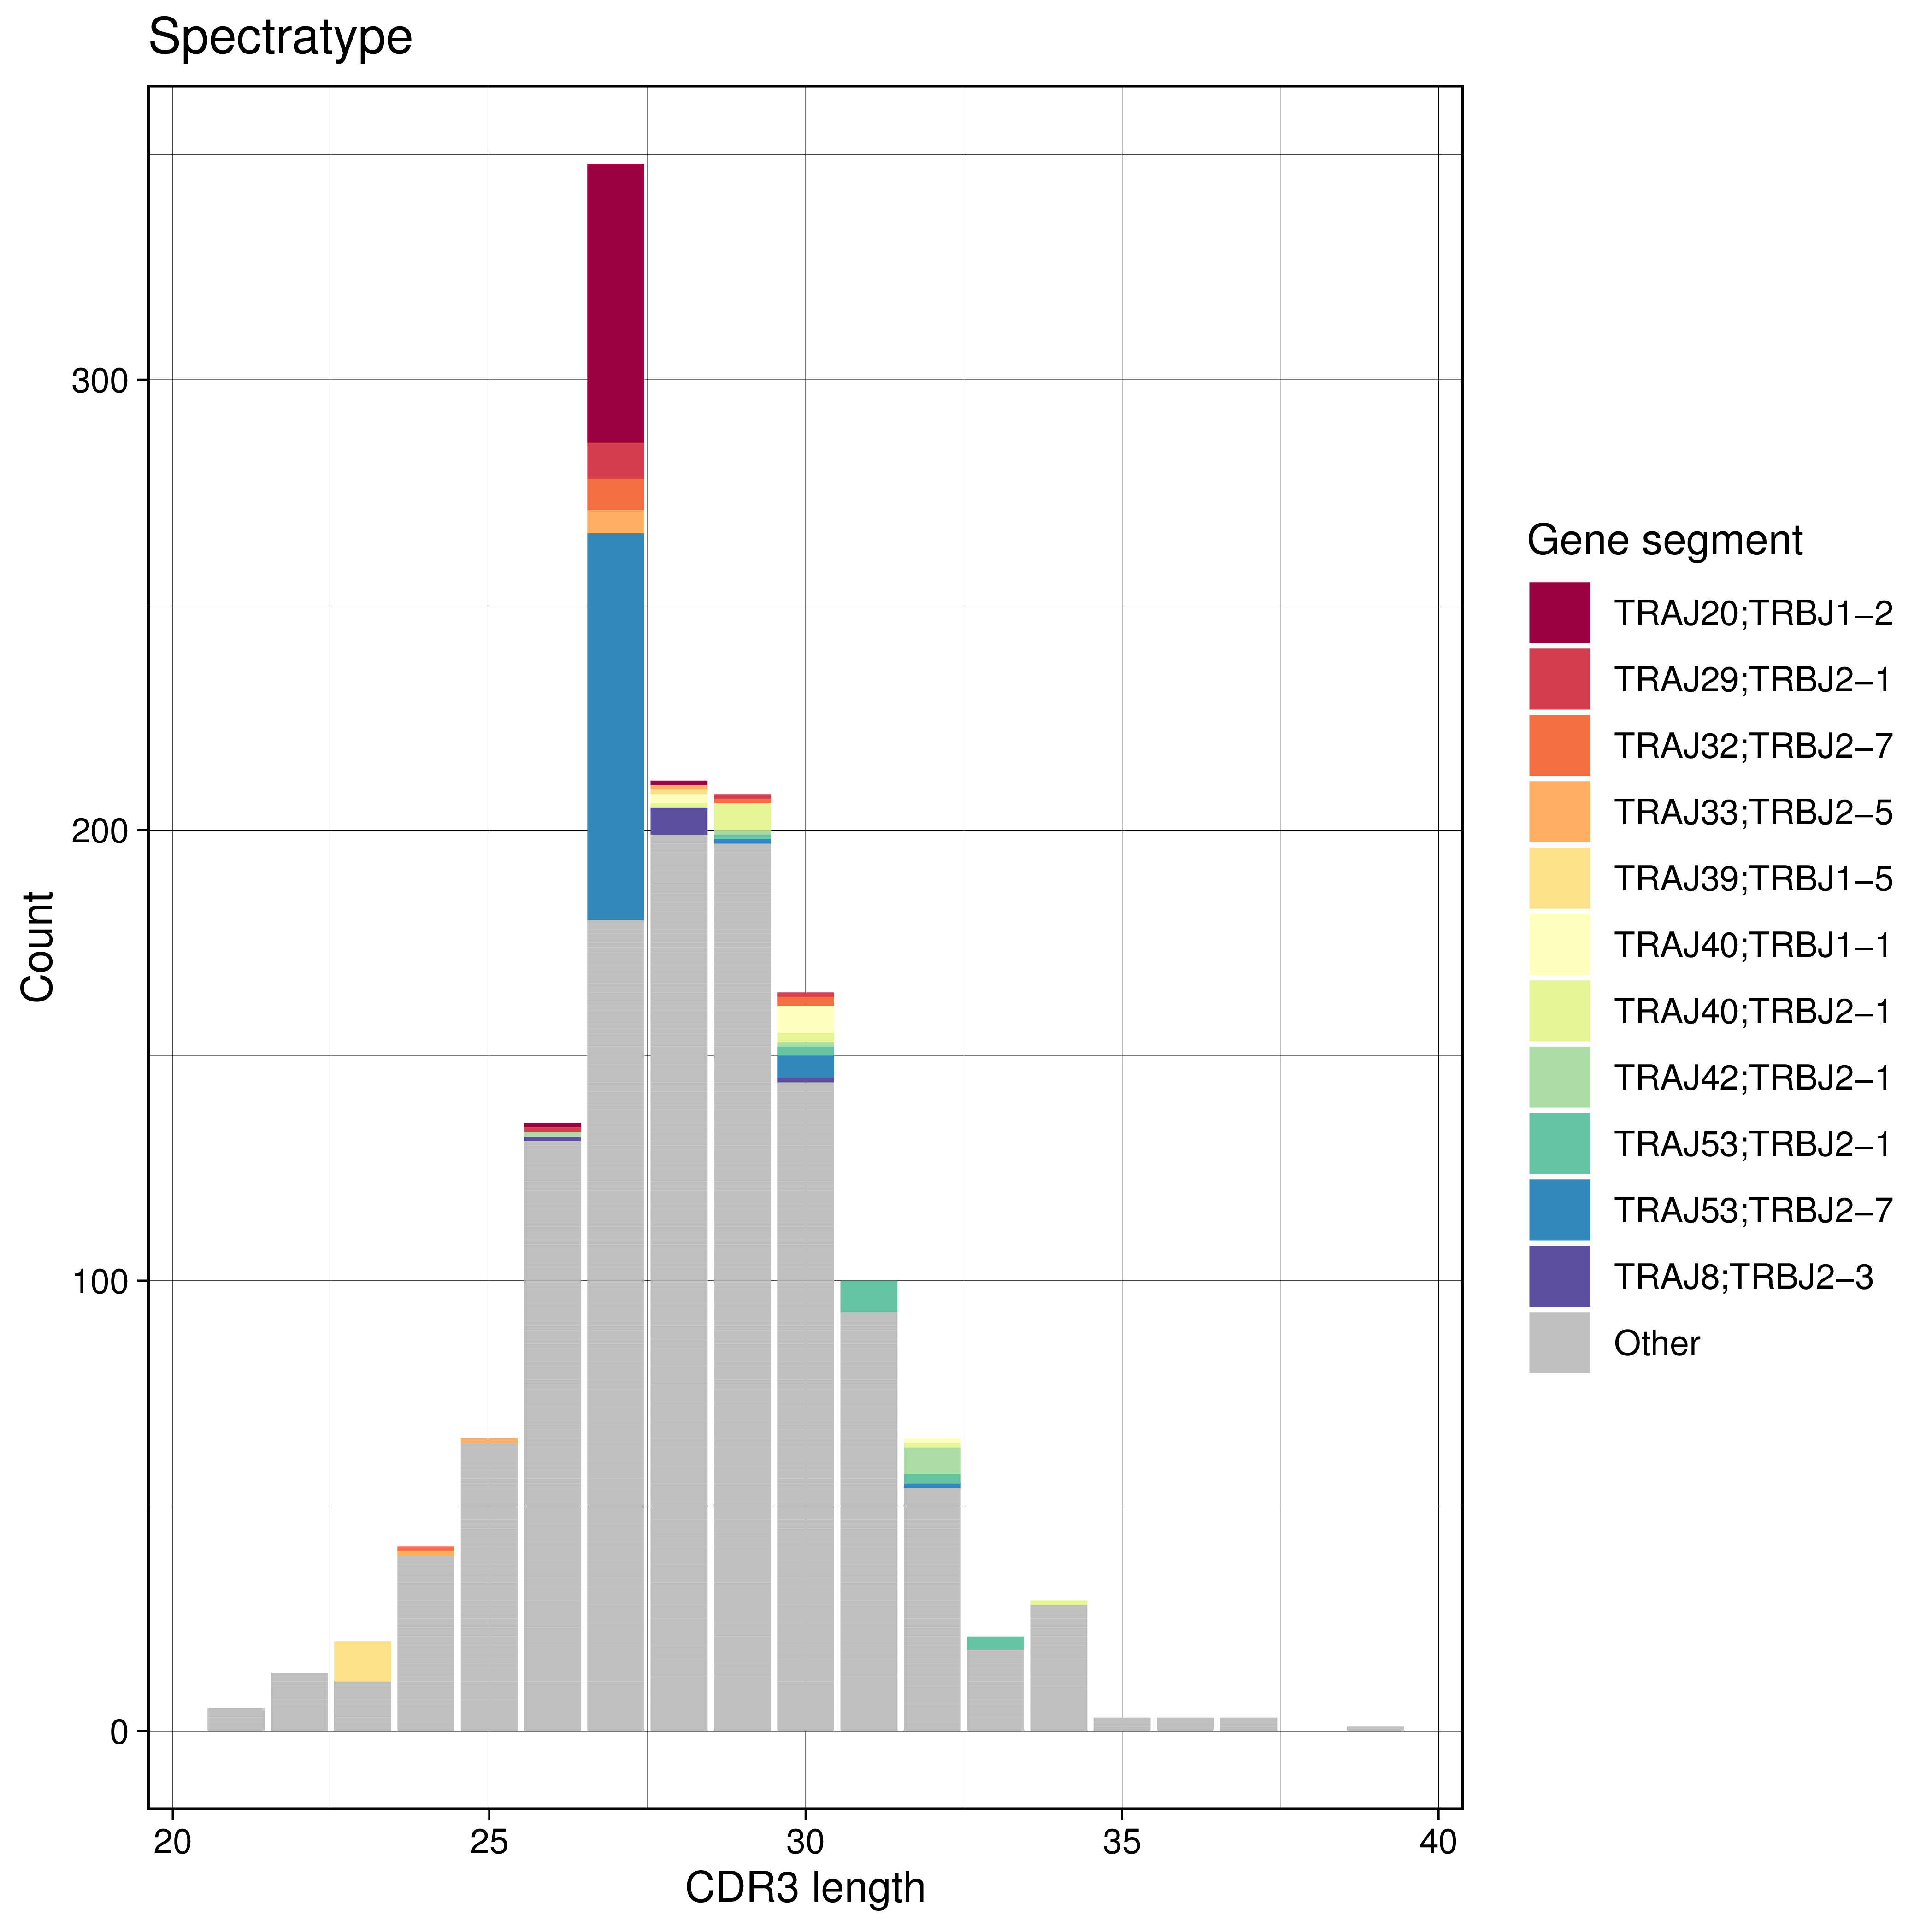 Spectratype
Count
300
200
100
0
20 25 30 35 40
CDR3 length
Gene segment
TRAJ20;TRBJ1−2
TRAJ29;TRBJ2−1
TRAJ32;TRBJ2−7
TRAJ33;TRBJ2−5
TRAJ39;TRBJ1−5
TRAJ40;TRBJ1−1
TRAJ40;TRBJ2−1
TRAJ42;TRBJ2−1
TRAJ53;TRBJ2−1
TRAJ53;TRBJ2−7
TRAJ8;TRBJ2−3
Other